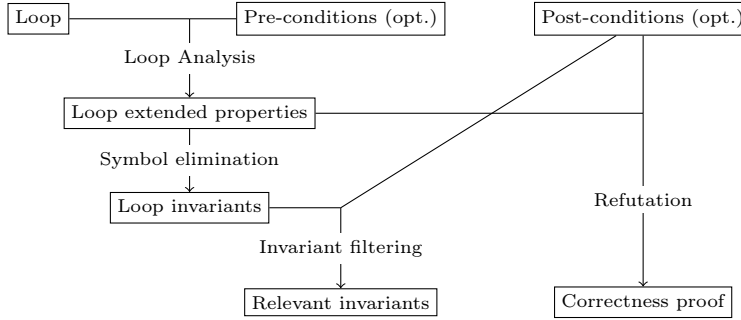 Loop
Pre-conditions (opt.)
Post-conditions (opt.)
Loop Analysis
Loop extended properties
Symbol elimination
Loop invariants
Refutation
Invariant filtering
Relevant invariants
Correctness proof